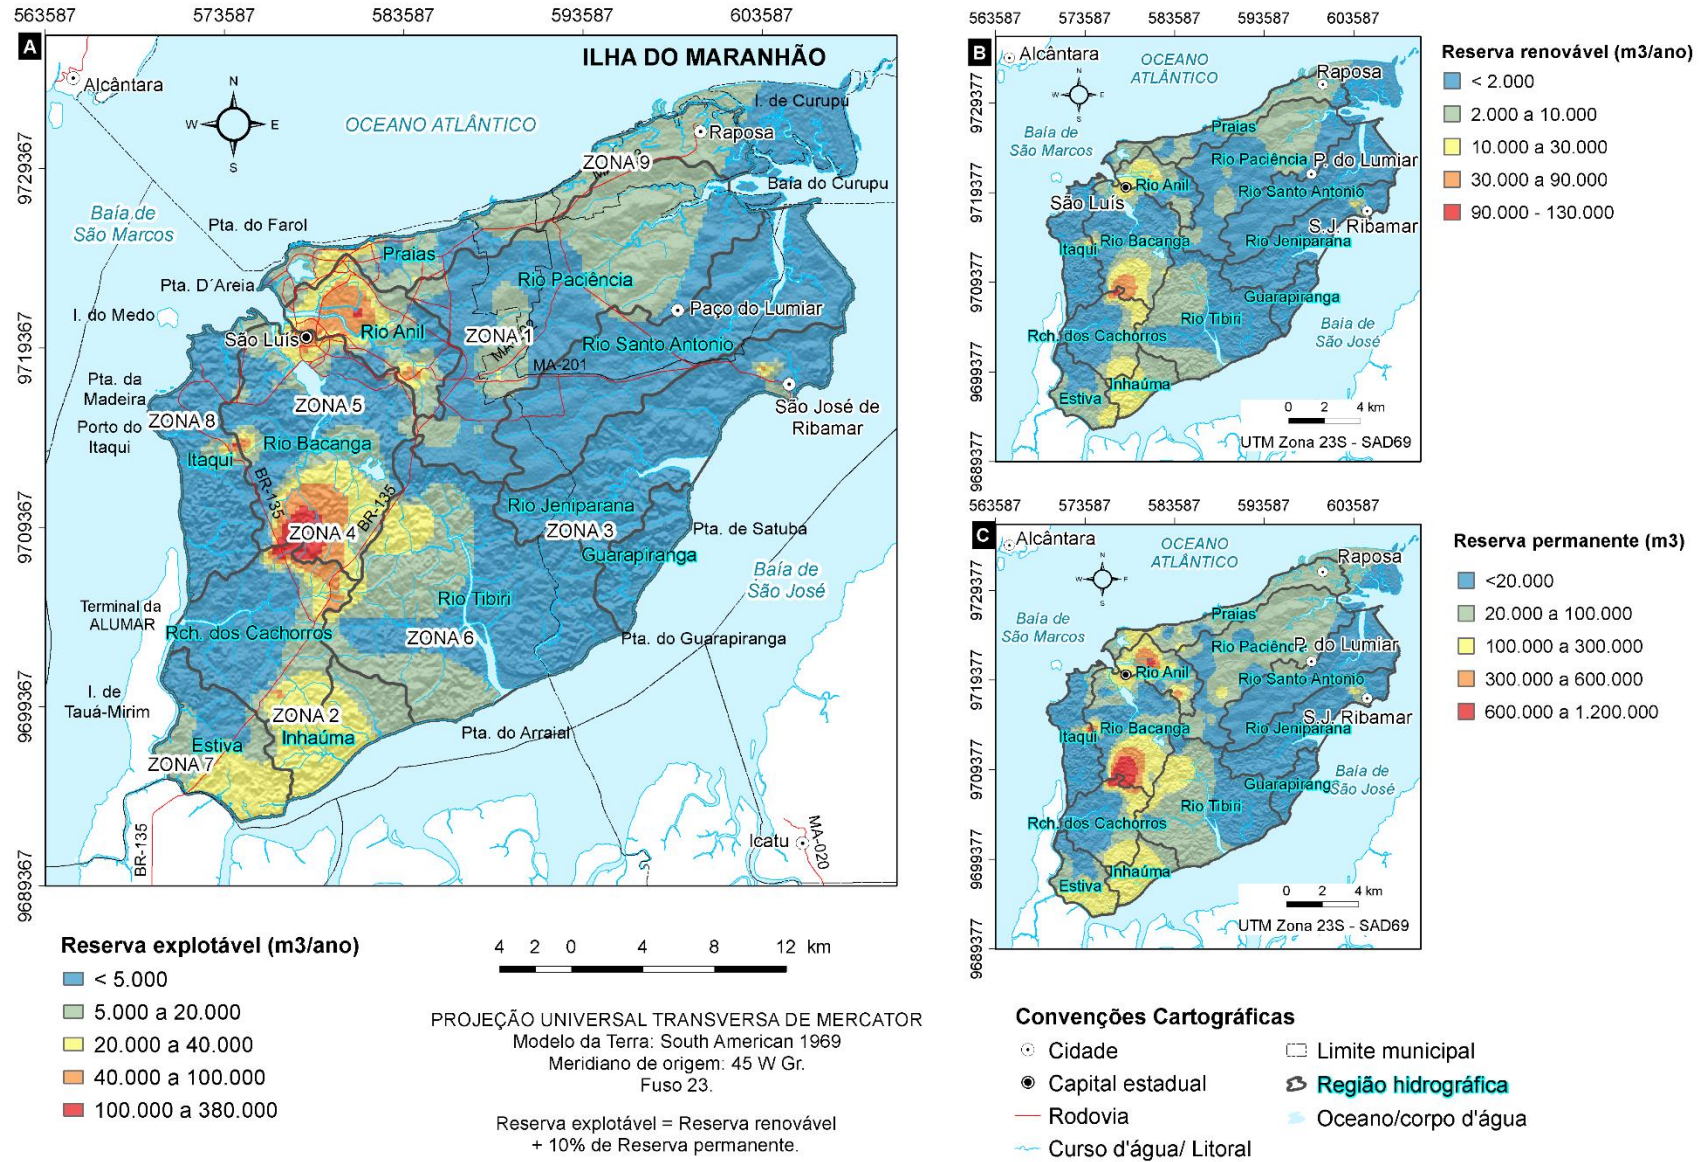 563587
573587
583587
593587
603587
A
ILHA DO MARANHÃO
Alcântara
N
W
E
S
OCEANO ATLÂNTICO
I. de Curupu
Raposa
ZONA 9
9729367
Baía do Curupu
Baía de
São Marcos
Pta. do Farol
Praias
Pta. D´Areia
Rio Paciência
I. do Medo
Paço do Lumiar
São Luís
Rio Anil
ZONA 1
Rio Santo Antonio
9719367
MA-201
Pta. da
Madeira
ZONA 5
ZONA 8
São José de
Ribamar
Porto do
Itaqui
Rio Bacanga
Itaqui
BR-135
BR-135
Rio Jeniparana
9709367
ZONA 4
ZONA 3
Pta. de Satuba
Guarapiranga
Baía de
São José
Rio Tibiri
Terminal da
ALUMAR
Rch. dos Cachorros
ZONA 6
Pta. do Guarapiranga
9699367
I. de
Tauá-Mirim
ZONA 2
Inhaúma
Pta. do Arraial
Estiva
ZONA 7
BR-135
Icatu
MA-020
9689367
Reserva explotável (m3/ano)
< 5.000
5.000 a 20.000
20.000 a 40.000
40.000 a 100.000
100.000 a 380.000
4 2 0 4 8 12 km
PROJEÇÃO UNIVERSAL TRANSVERSA DE MERCATOR
Modelo da Terra: South American 1969
Meridiano de origem: 45 W Gr.
Fuso 23.
Reserva explotável = Reserva renovável
+ 10% de Reserva permanente.
563587
573587
583587
593587
603587
B
Alcântara
OCEANO
ATLÂNTICO
N
W
E
S
Raposa
9729377
Baía de
São Marcos
Praias
Rio Paciência
P. do Lumiar
Rio Anil
Rio Santo Antonio
9719377
São Luís
S.J. Ribamar
Itaqui
Rio Bacanga
Rio Jeniparana
9709377
Guarapiranga
Rio Tibiri
Baía de
São José
Rch. dos Cachorros
9699377
Inhaúma
Estiva
0 2 4 km
UTM Zona 23S - SAD69
9689377
Reserva renovável (m3/ano)
< 2.000
2.000 a 10.000
10.000 a 30.000
30.000 a 90.000
90.000 - 130.000
563587
573587
583587
593587
603587
C
Alcântara
OCEANO
ATLÂNTICO
N
W
E
S
Raposa
9729377
Baía de
São Marcos
Praias
Rio Paciência
P. do Lumiar
Rio Anil
Rio Santo Antonio
9719377
S.J. Ribamar
Itaqui
Rio Bacanga
Rio Jeniparana
9709377
Guarapiranga
Baía de
São José
Rio Tibiri
Rch. dos Cachorros
9699377
Inhaúma
Estiva
0 2 4 km
UTM Zona 23S - SAD69
9689377
Reserva permanente (m3)
<20.000
20.000 a 100.000
100.000 a 300.000
300.000 a 600.000
600.000 a 1.200.000
Convenções Cartográficas
Cidade
Capital estadual
Rodovia
Curso d'água/ Litoral
Limite municipal
Região hidrográfica
Oceano/corpo d'água